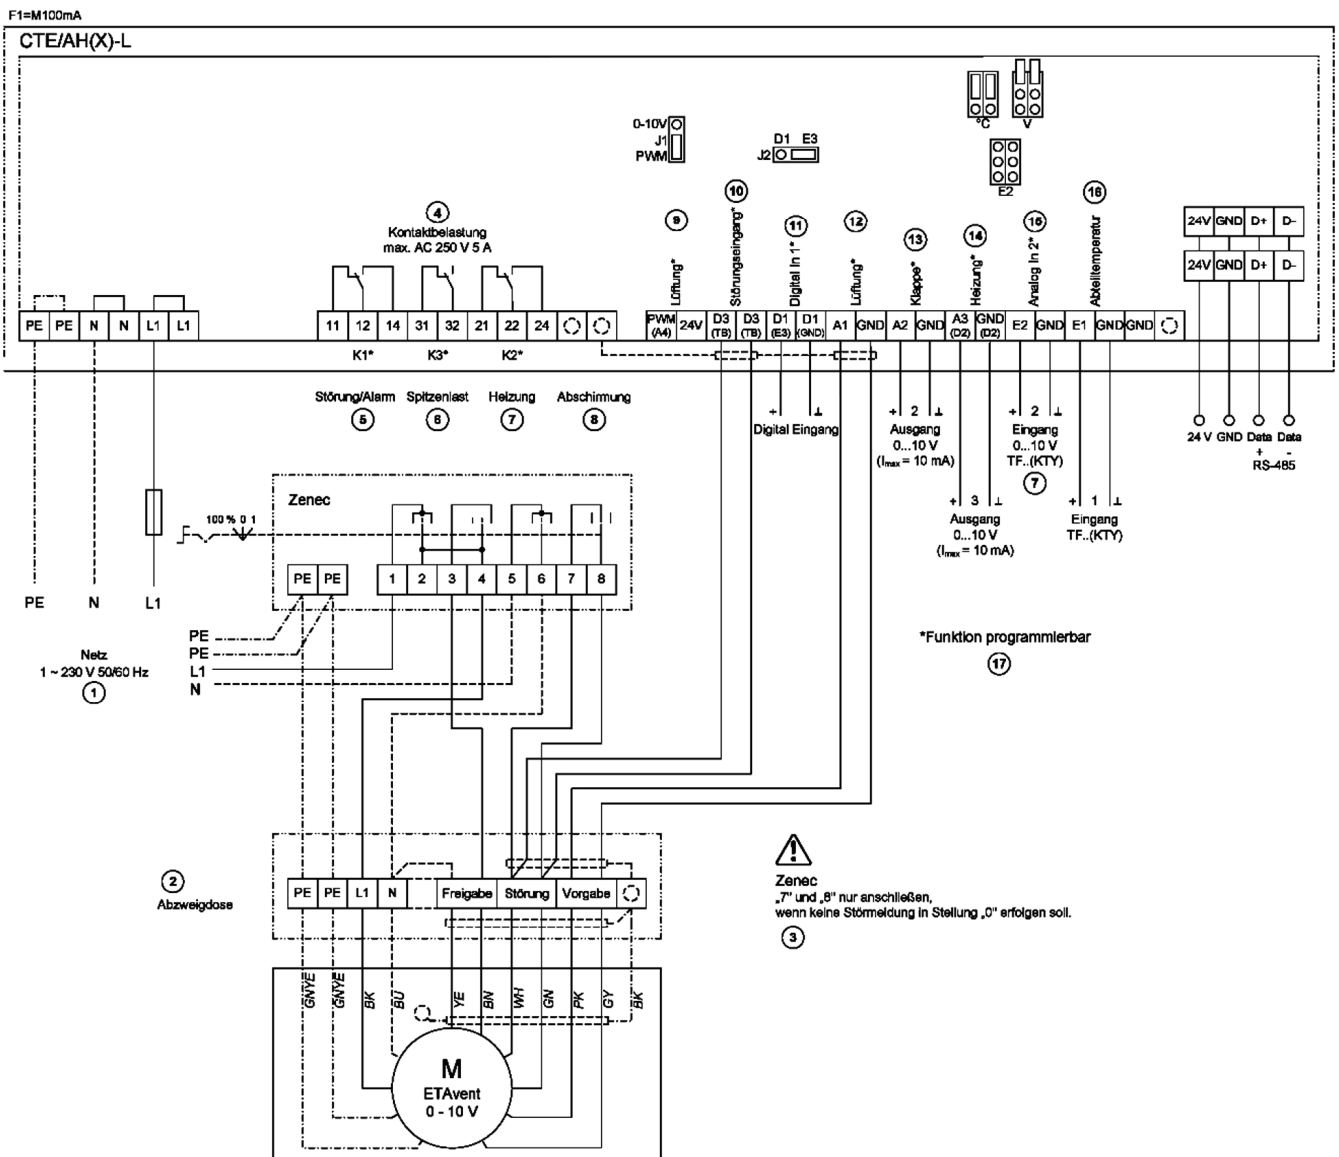 F1=M100mA
CTE/AH(X)-L
°C
V
0-10V
J1
PWM
D1 E3
J2
E2
4
Kontaktbelastung
max. AC 250 V 5 A
9
Lüftung*
10
Störungseingang*
11
Digital In 1*
12
Lüftung*
13
Klappe*
14
Heizung*
15
Analog In 2*
16
Abteiltemperatur
24V GND D+ D-
24V GND D+ D-
PE PE N N L1 L1
11 12 14 31 32 21 22 24
PWM (A4) 24V D3 (TB) D3 (TB) D1 (E3) D1 (GND) A1 GND A2 GND A3 (D2) GND (D2) E2 GND E1 GND GND
K1* K3* K2*
Störung/Alarm Spitzenlast Heizung Abschirmung
5 6 7 8
+ ⊥
Digital Eingang
+ 2 ⊥
Ausgang
0...10 V
(Imax = 10 mA)
+ 3 ⊥
Ausgang
0...10 V
(Imax = 10 mA)
+ 2 ⊥
Eingang
0...10 V
TF..(KTY)
7
+ 1 ⊥
Eingang
TF..(KTY)
24 V GND Data Data
+ -
RS-485
Zenec
100 % 0 1
PE PE 1 2 3 4 5 6 7 8
PE N L1
Netz
1 ~ 230 V 50/60 Hz
1
PE
PE
L1
N
*Funktion programmierbar
17
2
Abzweigdose
PE PE L1 N Freigabe Störung Vorgabe
Zenec
„7" und „8" nur anschließen,
wenn keine Störmeldung in Stellung „0" erfolgen soll.
3
GNYE GNYE BK BU YE BN WH GN PK GY BK
M
ETAvent
0 - 10 V